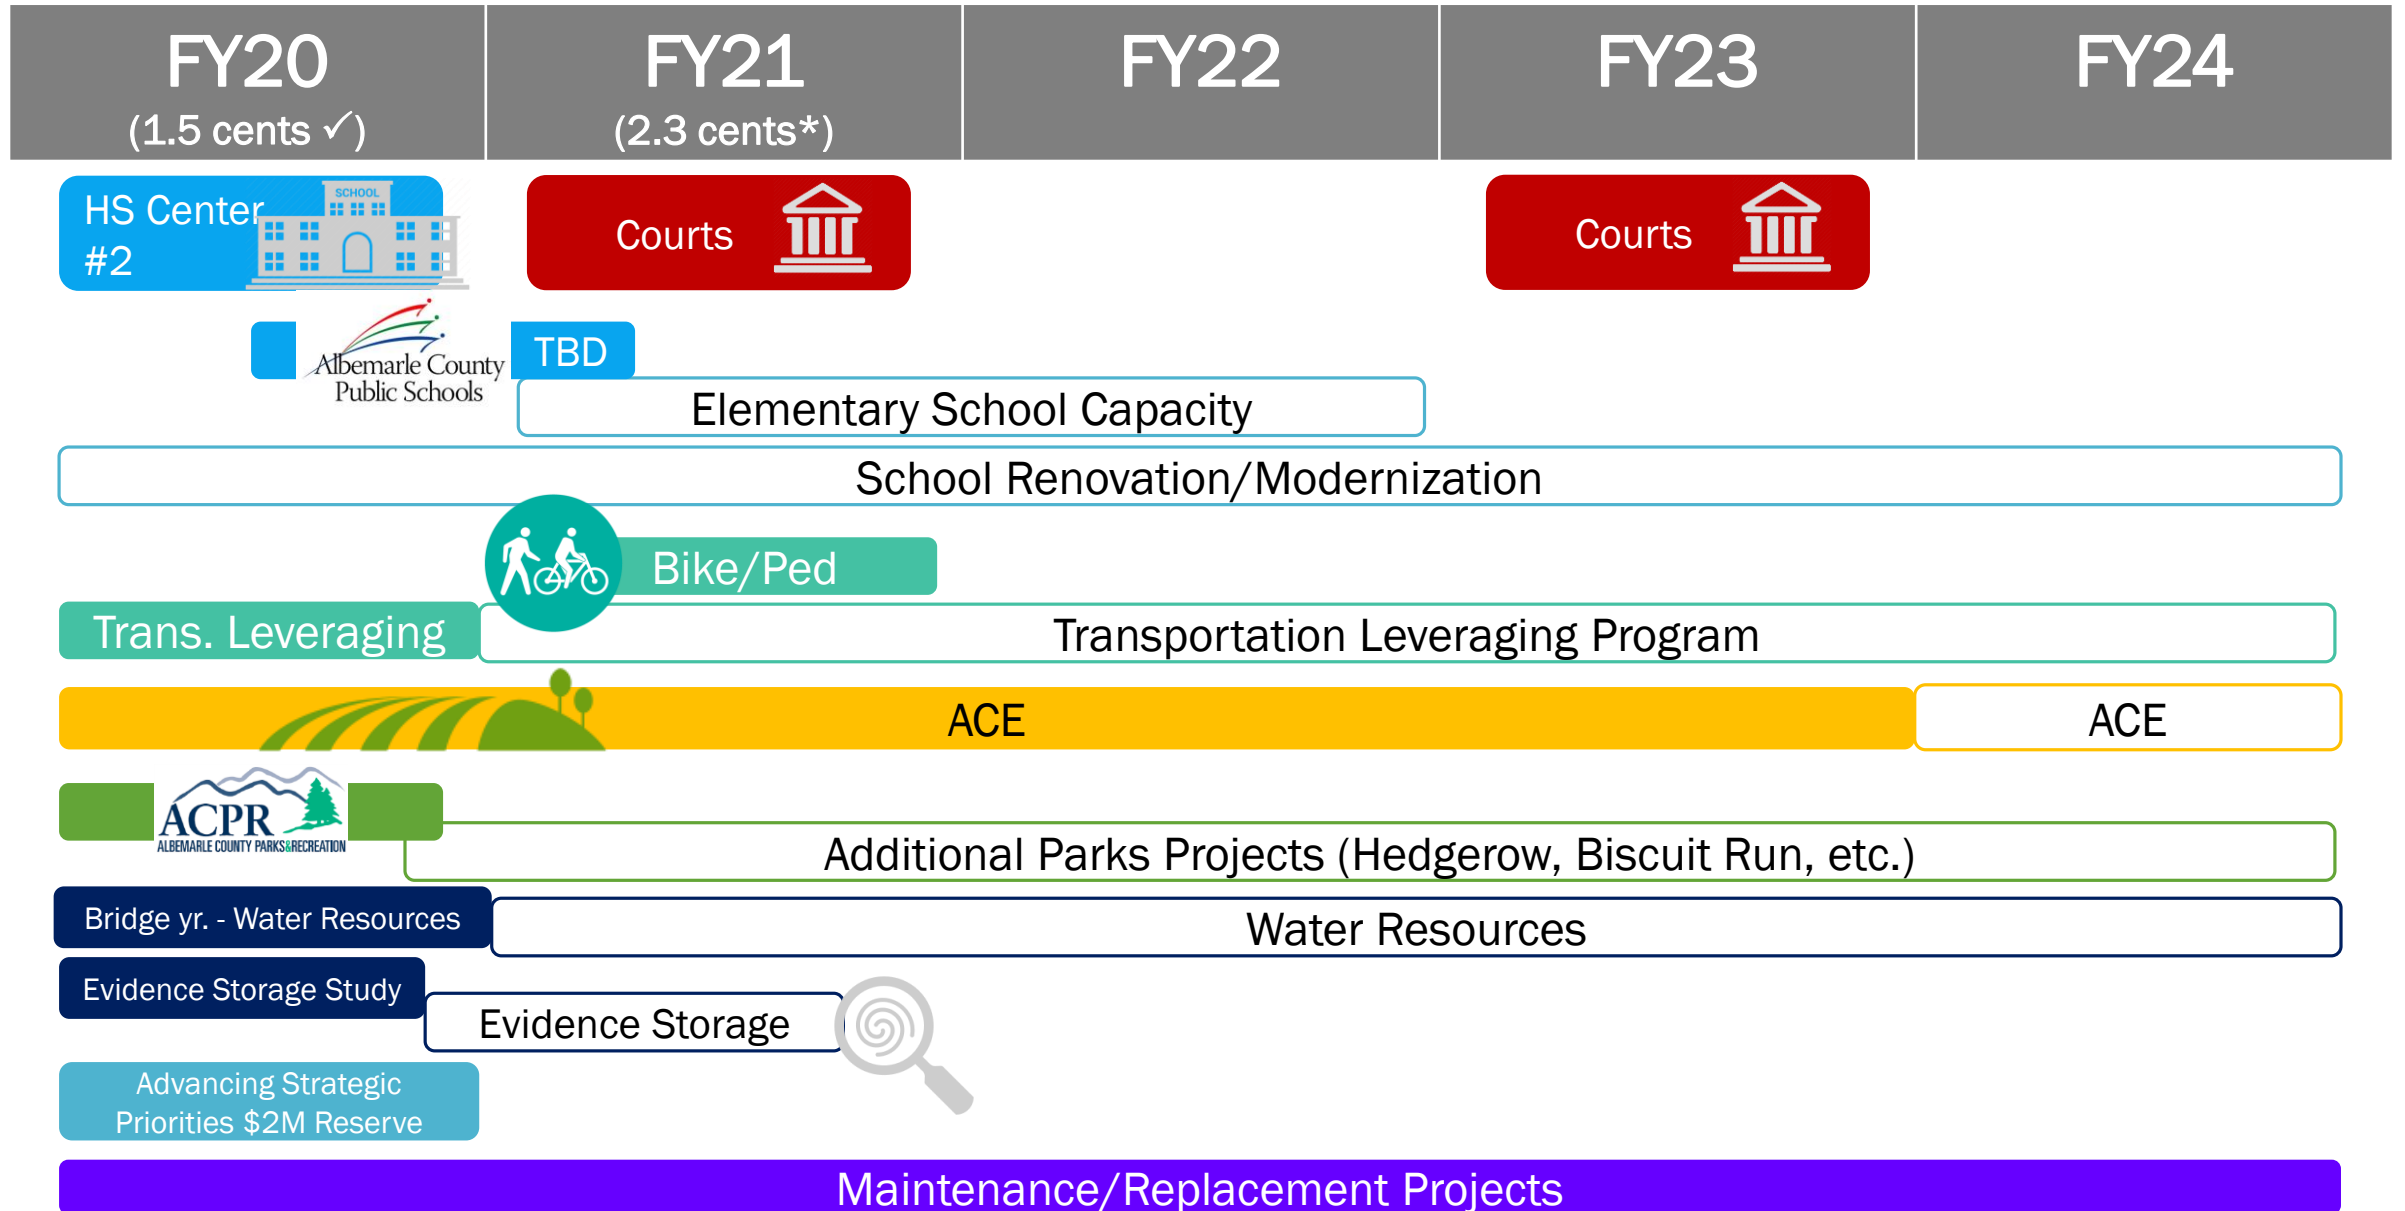 FY20
(1.5 cents ✓)
FY21
(2.3 cents*)
FY22
FY23
FY24
HS Center
#2
SCHOOL
Courts
Courts
Albemarle County
Public Schools
TBD
Elementary School Capacity
School Renovation/Modernization
Bike/Ped
Trans. Leveraging
Transportation Leveraging Program
ACE
ACE
ACPR
ALBEMARLE COUNTY PARKS&RECREATION
Additional Parks Projects (Hedgerow, Biscuit Run, etc.)
Bridge yr. - Water Resources
Water Resources
Evidence Storage Study
Evidence Storage
Advancing Strategic
Priorities $2M Reserve
Maintenance/Replacement Projects